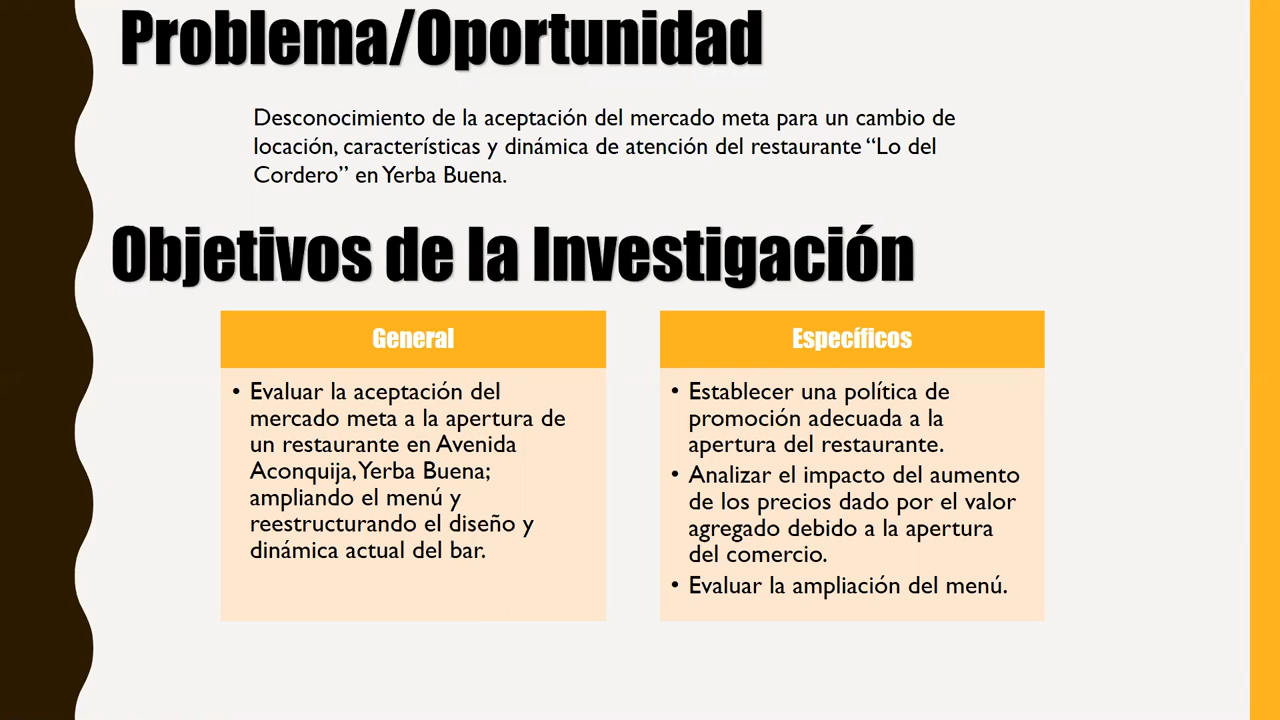 Problema/Oportunidad
Desconocimiento de la aceptación del mercado meta para un cambio de
locación, características y dinámica de atención del restaurante “Lo del
Cordero” en Yerba Buena.
Objetivos de la Investigación
General
• Evaluar la aceptación del
mercado meta a la apertura de
un restaurante en Avenida
Aconquija, Yerba Buena;
ampliando el menú y
reestructurando el diseño y
dinámica actual del bar.
Específicos
• Establecer una política de
promoción adecuada a la
apertura del restaurante.
• Analizar el impacto del aumento
de los precios dado por el valor
agregado debido a la apertura
del comercio.
• Evaluar la ampliación del menú.